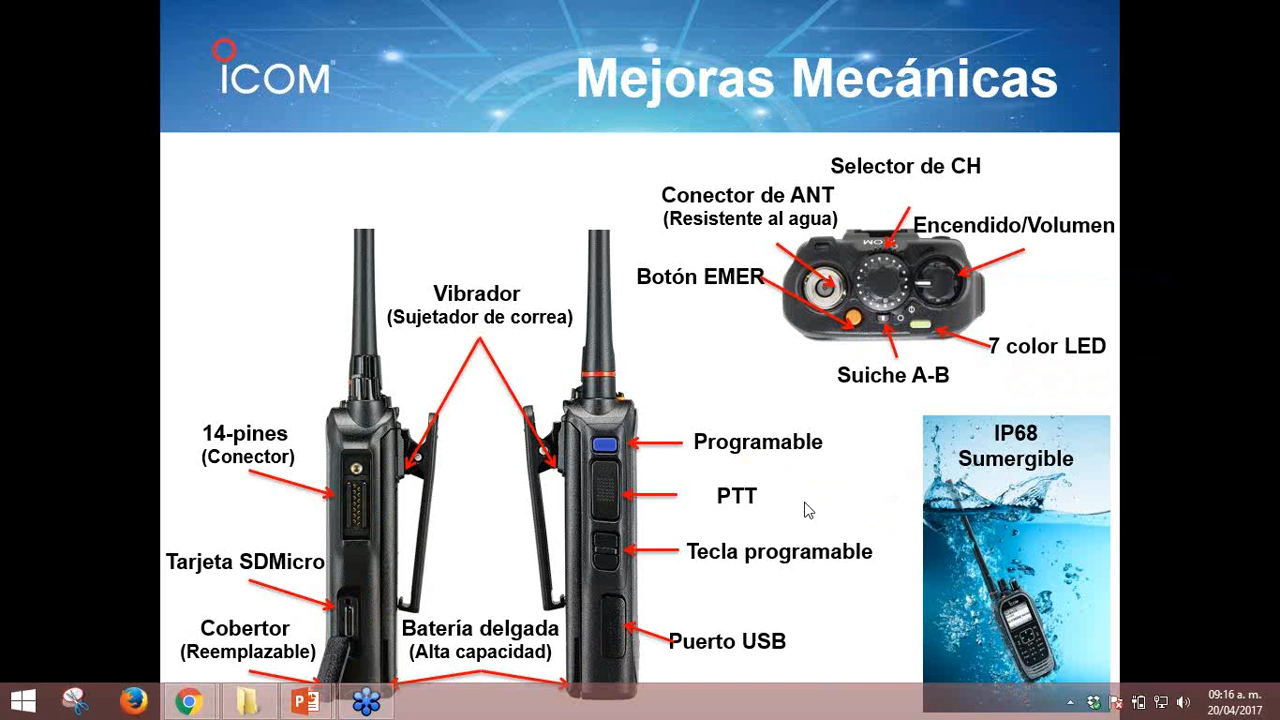 ICOM
Mejoras Mecánicas
Selector de CH
Conector de ANT
(Resistente al agua)
Encendido/Volumen
Botón EMER
7 color LED
Suiche A-B
Vibrador
(Sujetador de correa)
14-pines
(Conector)
Programable
PTT
Tecla programable
Tarjeta SDMicro
Cobertor
(Reemplazable)
Batería delgada
(Alta capacidad)
Puerto USB
IP68
Sumergible
09:16 a. m.
20/04/2017